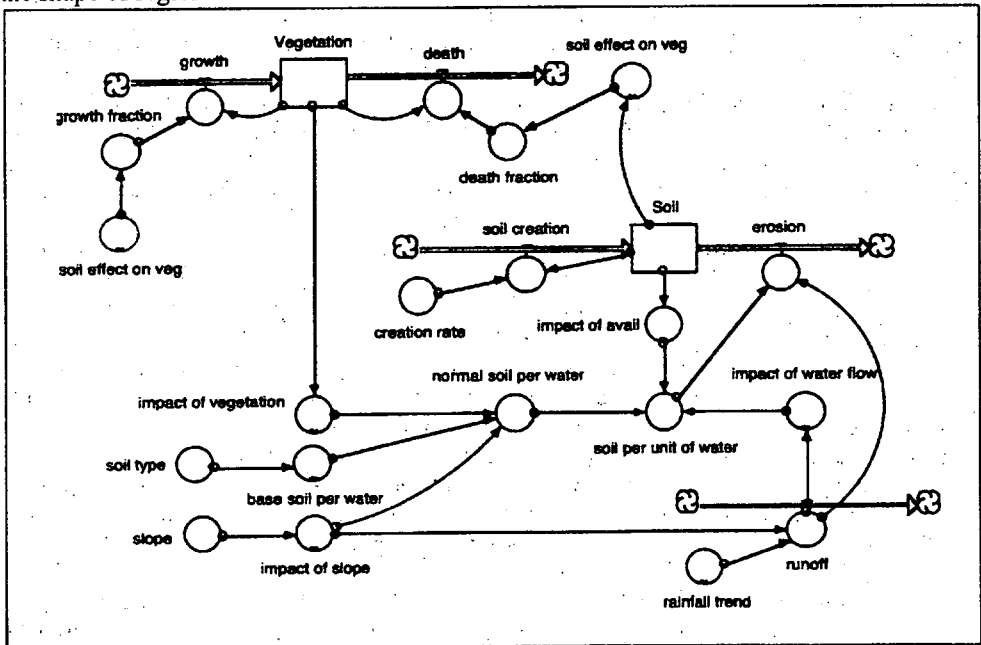 Vegetation
growth
death
soil effect on veg
growth fraction
death fraction
soil effect on veg
Soil
soil creation
erosion
creation rate
impact of avail
normal soil per water
impact of water flow
impact of vegetation
soil per unit of water
soil type
base soil per water
slope
impact of slope
runoff
rainfall trend